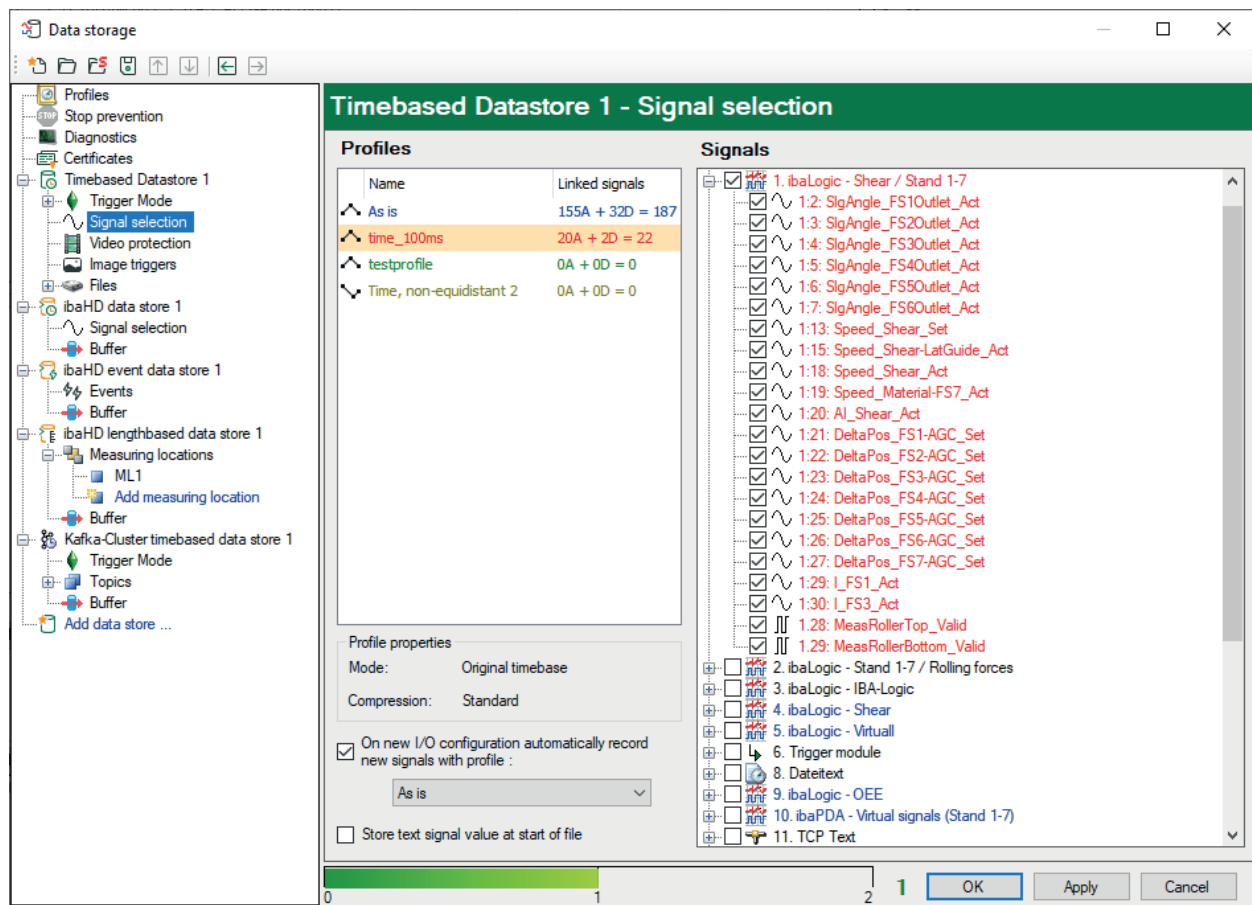 Data storage
Profiles
STOP Stop prevention
Diagnostics
Certificates
Timebased Datastore 1
Trigger Mode
Signal selection
Video protection
Image triggers
Files
ibaHD data store 1
Signal selection
Buffer
ibaHD event data store 1
Events
Buffer
ibaHD lengthbased data store 1
Measuring locations
ML1
Add measuring location
Buffer
Kafka-Cluster timebased data store 1
Trigger Mode
Topics
Buffer
Add data store ...
Timebased Datastore 1 - Signal selection
Profiles
Name Linked signals
As is 155A + 32D = 187
time_100ms 20A + 2D = 22
testprofile 0A + 0D = 0
Time, non-equidistant 2 0A + 0D = 0
Profile properties
Mode: Original timebase
Compression: Standard
On new I/O configuration automatically record
new signals with profile :
As is
Store text signal value at start of file
Signals
1. ibaLogic - Shear / Stand 1-7
1:2: SlgAngle_FS1Outlet_Act
1:3: SlgAngle_FS2Outlet_Act
1:4: SlgAngle_FS3Outlet_Act
1:5: SlgAngle_FS4Outlet_Act
1:6: SlgAngle_FS5Outlet_Act
1:7: SlgAngle_FS6Outlet_Act
1:13: Speed_Shear_Set
1:15: Speed_Shear-LatGuide_Act
1:18: Speed_Shear_Act
1:19: Speed_Material-FS7_Act
1:20: Al_Shear_Act
1:21: DeltaPos_FS1-AGC_Set
1:22: DeltaPos_FS2-AGC_Set
1:23: DeltaPos_FS3-AGC_Set
1:24: DeltaPos_FS4-AGC_Set
1:25: DeltaPos_FS5-AGC_Set
1:26: DeltaPos_FS6-AGC_Set
1:27: DeltaPos_FS7-AGC_Set
1:29: I_FS1_Act
1:30: I_FS3_Act
1.28: MeasRollerTop_Valid
1.29: MeasRollerBottom_Valid
2. ibaLogic - Stand 1-7 / Rolling forces
3. ibaLogic - IBA-Logic
4. ibaLogic - Shear
5. ibaLogic - Virtuall
6. Trigger module
8. Dateitext
9. ibaLogic - OEE
10. ibaPDA - Virtual signals (Stand 1-7)
11. TCP Text
0 1 2
1 OK Apply Cancel